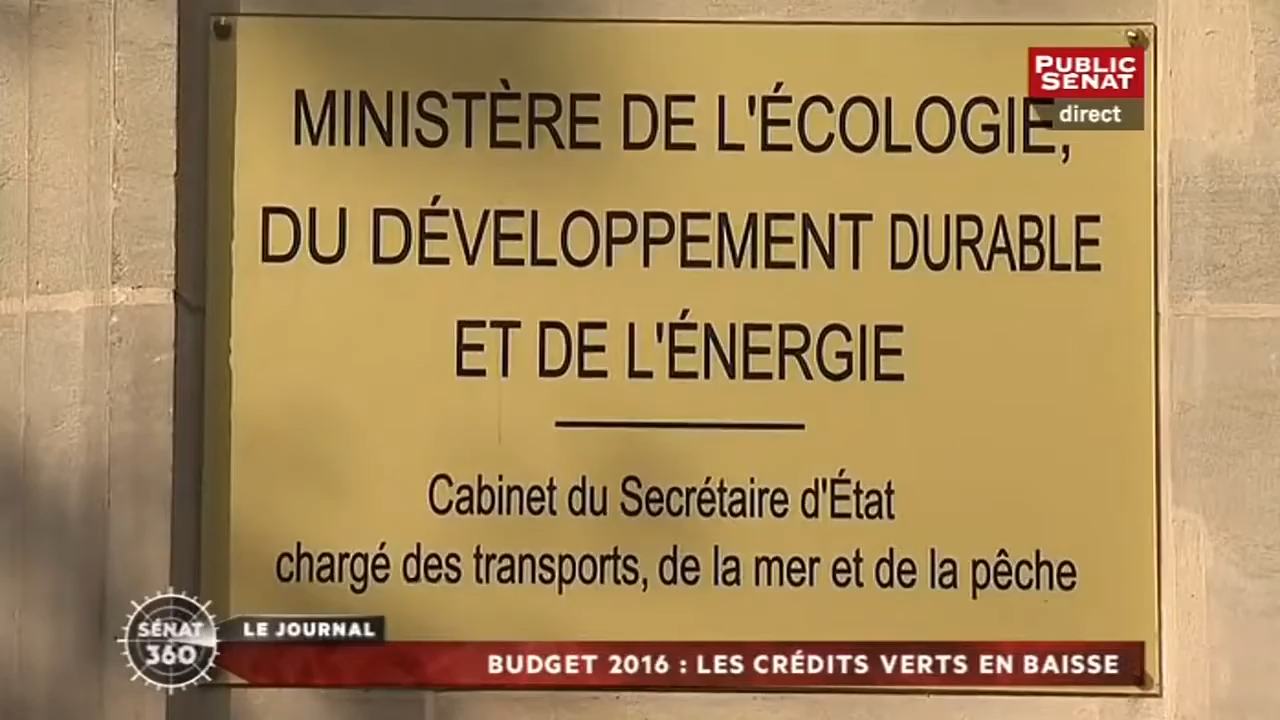 PUBLIC
SÉNAT
direct
MINISTÈRE DE L'ÉCOLOGIE,
DU DÉVELOPPEMENT DURABLE
ET DE L'ÉNERGIE
Cabinet du Secrétaire d'État
chargé des transports, de la mer et de la pêche
SÉNAT
360
LE JOURNAL
BUDGET 2016 : LES CRÉDITS VERTS EN BAISSE